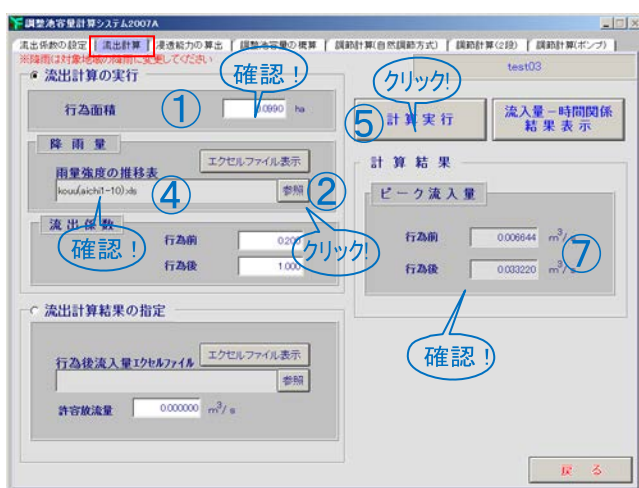 調整池容量計算システム2007A
流出係数の設定 流出計算 浸透能力の算出 調整池容量の概算 調節計算(自然調節方式) 調節計算(2段) 調節計算(ポンプ)
※降雨は対象地域の降雨に変更してください
test03
流出計算の実行
確認！
クリック!
行為面積 ① 0.0990 ha
⑤ 計算実行
流入量－時間関係
結果表示
降雨量
エクセルファイル表示
雨量強度の推移表
kouu(aichi1-10).xls ④ 参照 ②
計算結果
ピーク流入量
流出係数
確認！
行為前 0.200
クリック!
行為後 1.000
行為前 0.006644 m³/s
行為後 0.033220 m³/s
⑦
確認！
流出計算結果の指定
エクセルファイル表示
行為後流入量エクセルファイル
参照
許容放流量 0.000000 m³/s
戻る